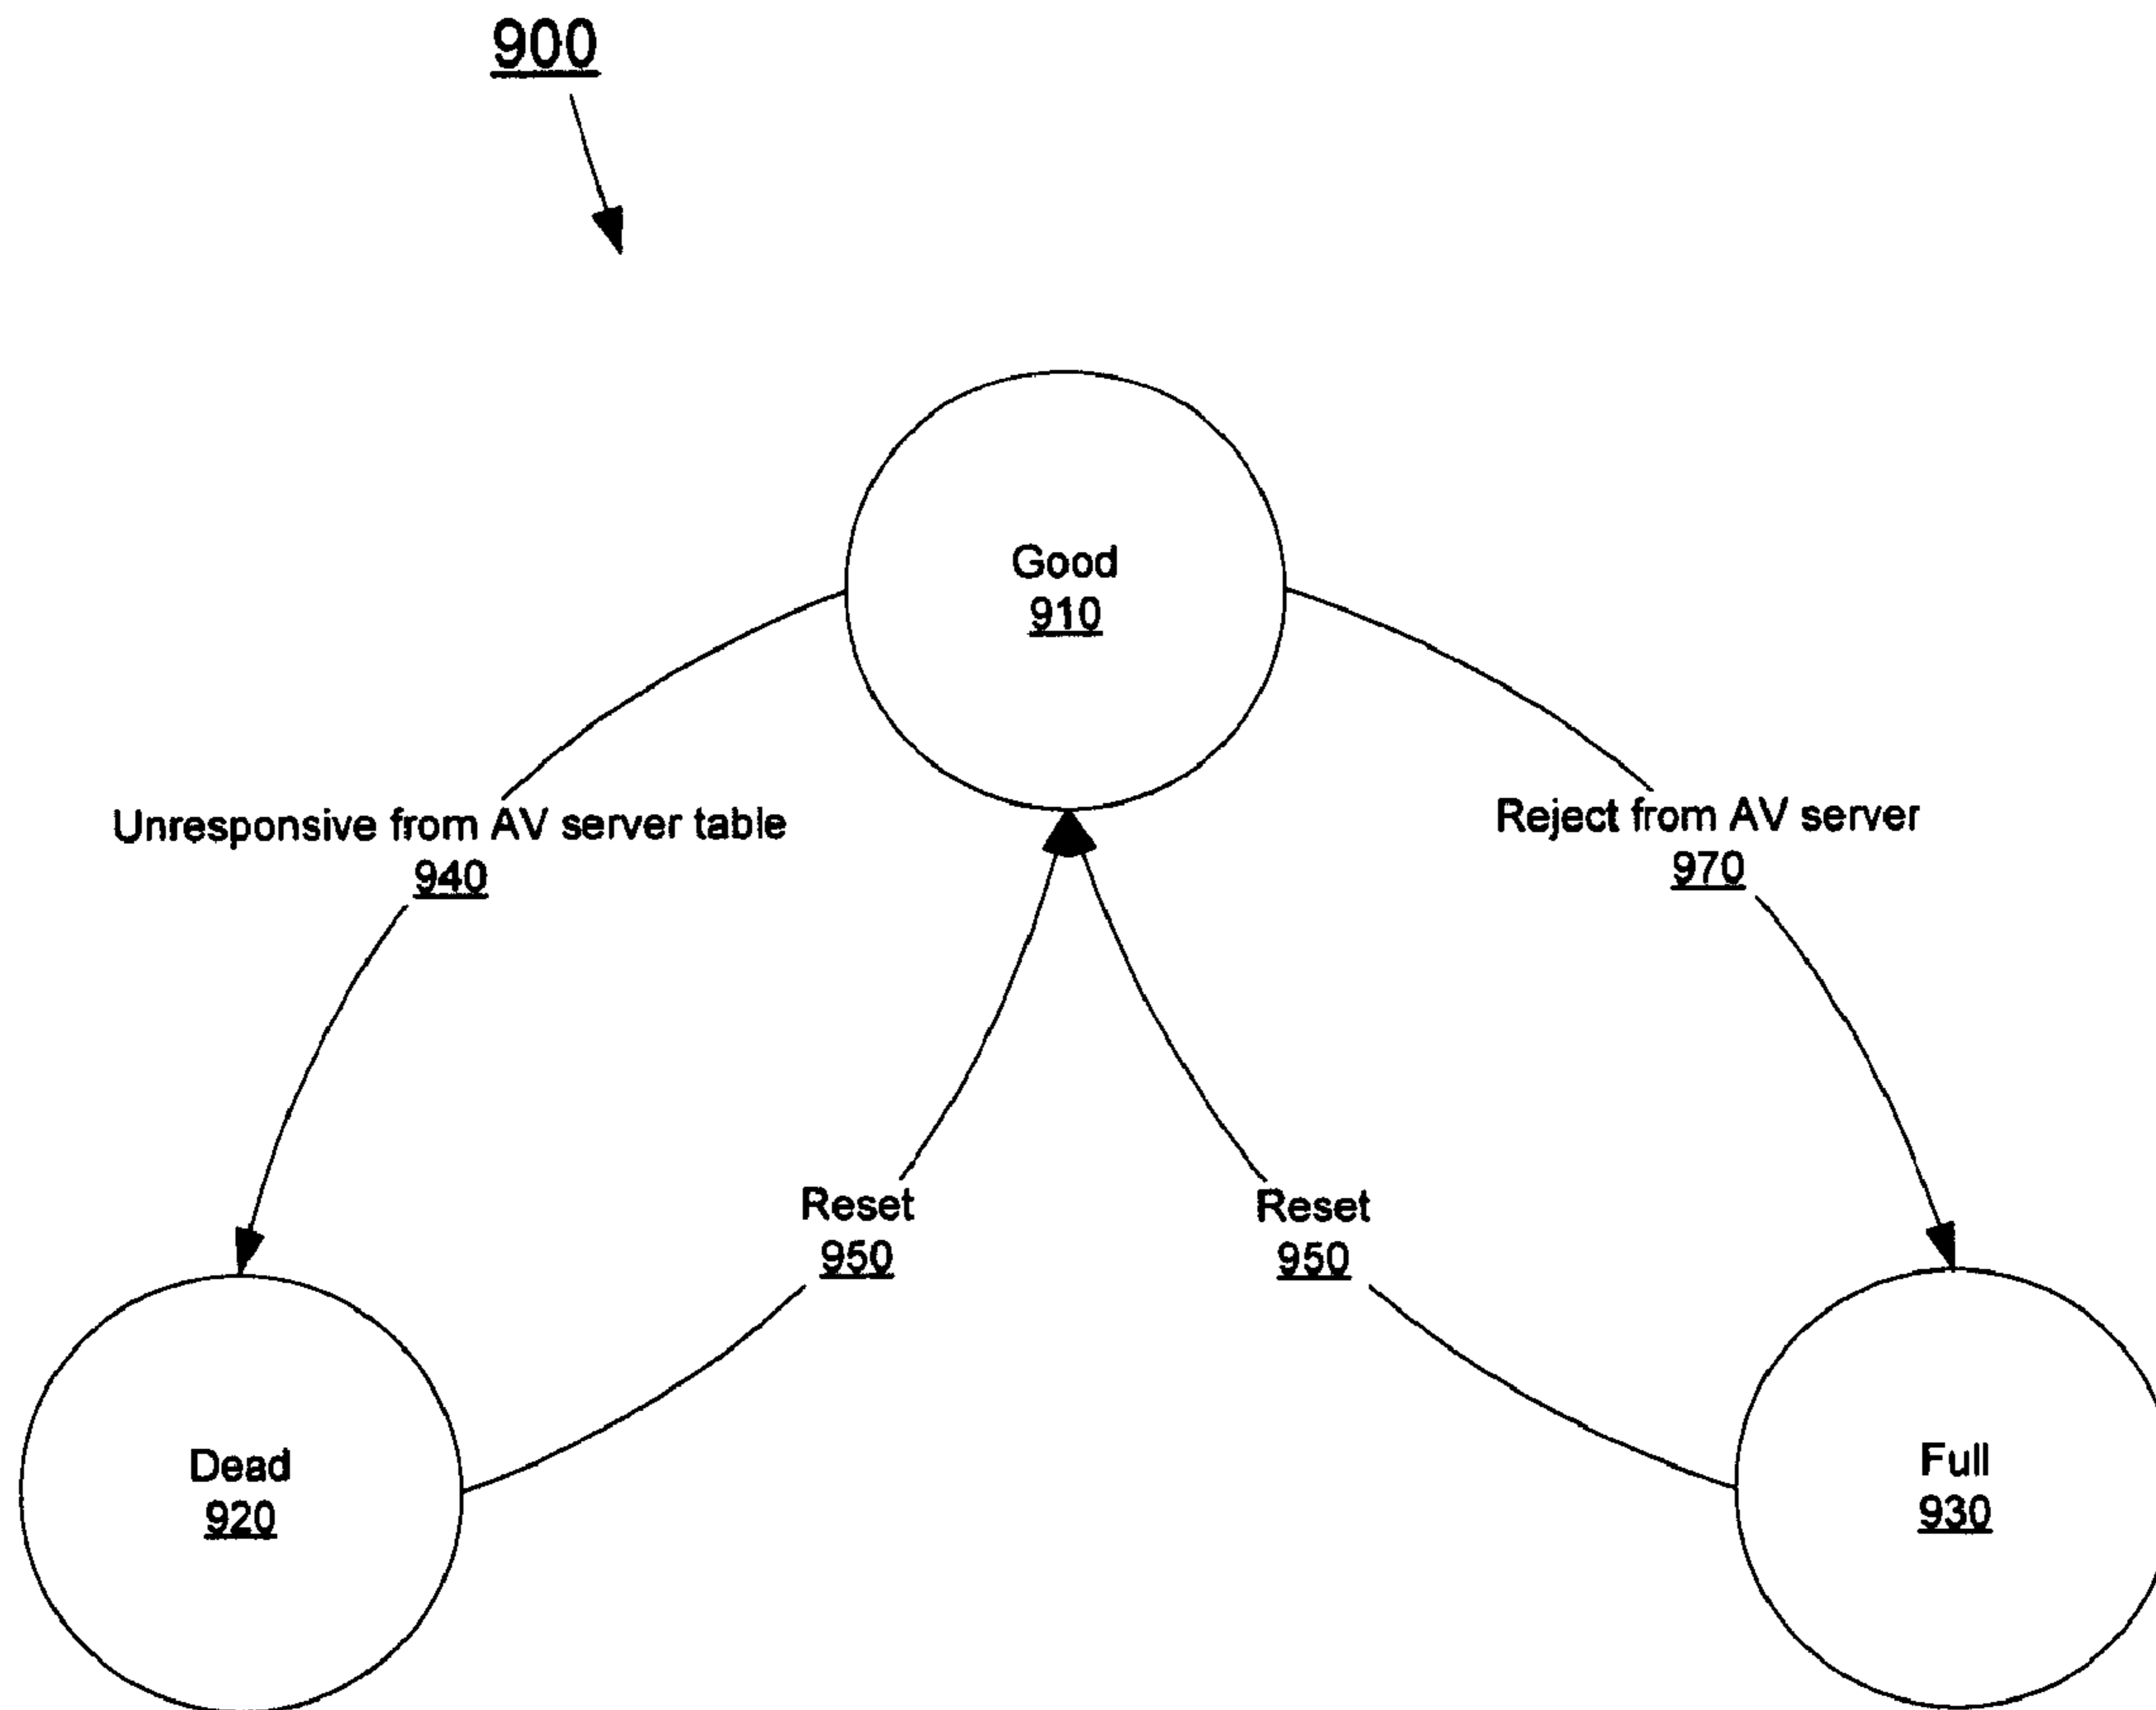 900
Good
910
Unresponsive from AV server table
940
Reject from AV server
970
Reset
950
Reset
950
Dead
920
Full
930